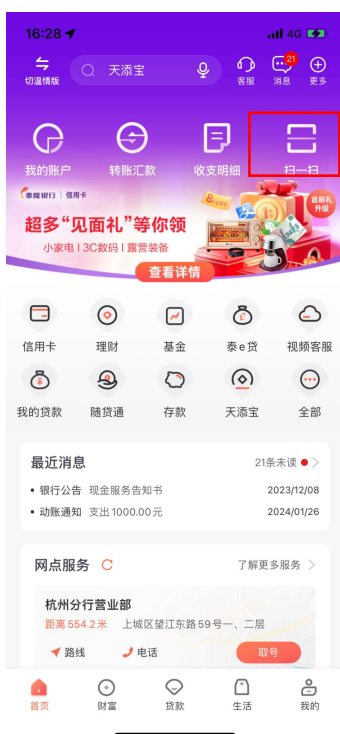 16:28
4G
切温情版
天添宝
客服
21
消息
更多
我的账户
转账汇款
收支明细
扫一扫
泰隆银行 信用卡
首刷礼
升级
超多“见面礼”等你领
小家电 | 3C数码 | 露营装备
查看详情
信用卡
理财
基金
泰e贷
视频客服
我的贷款
随贷通
存款
天添宝
全部
最近消息
21条未读
• 银行公告 现金服务告知书
2023/12/08
• 动账通知 支出1000.00元
2024/01/26
网点服务
了解更多服务
杭州分行营业部
距离554.2米 上城区望江东路59号一、二层
路线
电话
取号
首页
财富
贷款
生活
我的